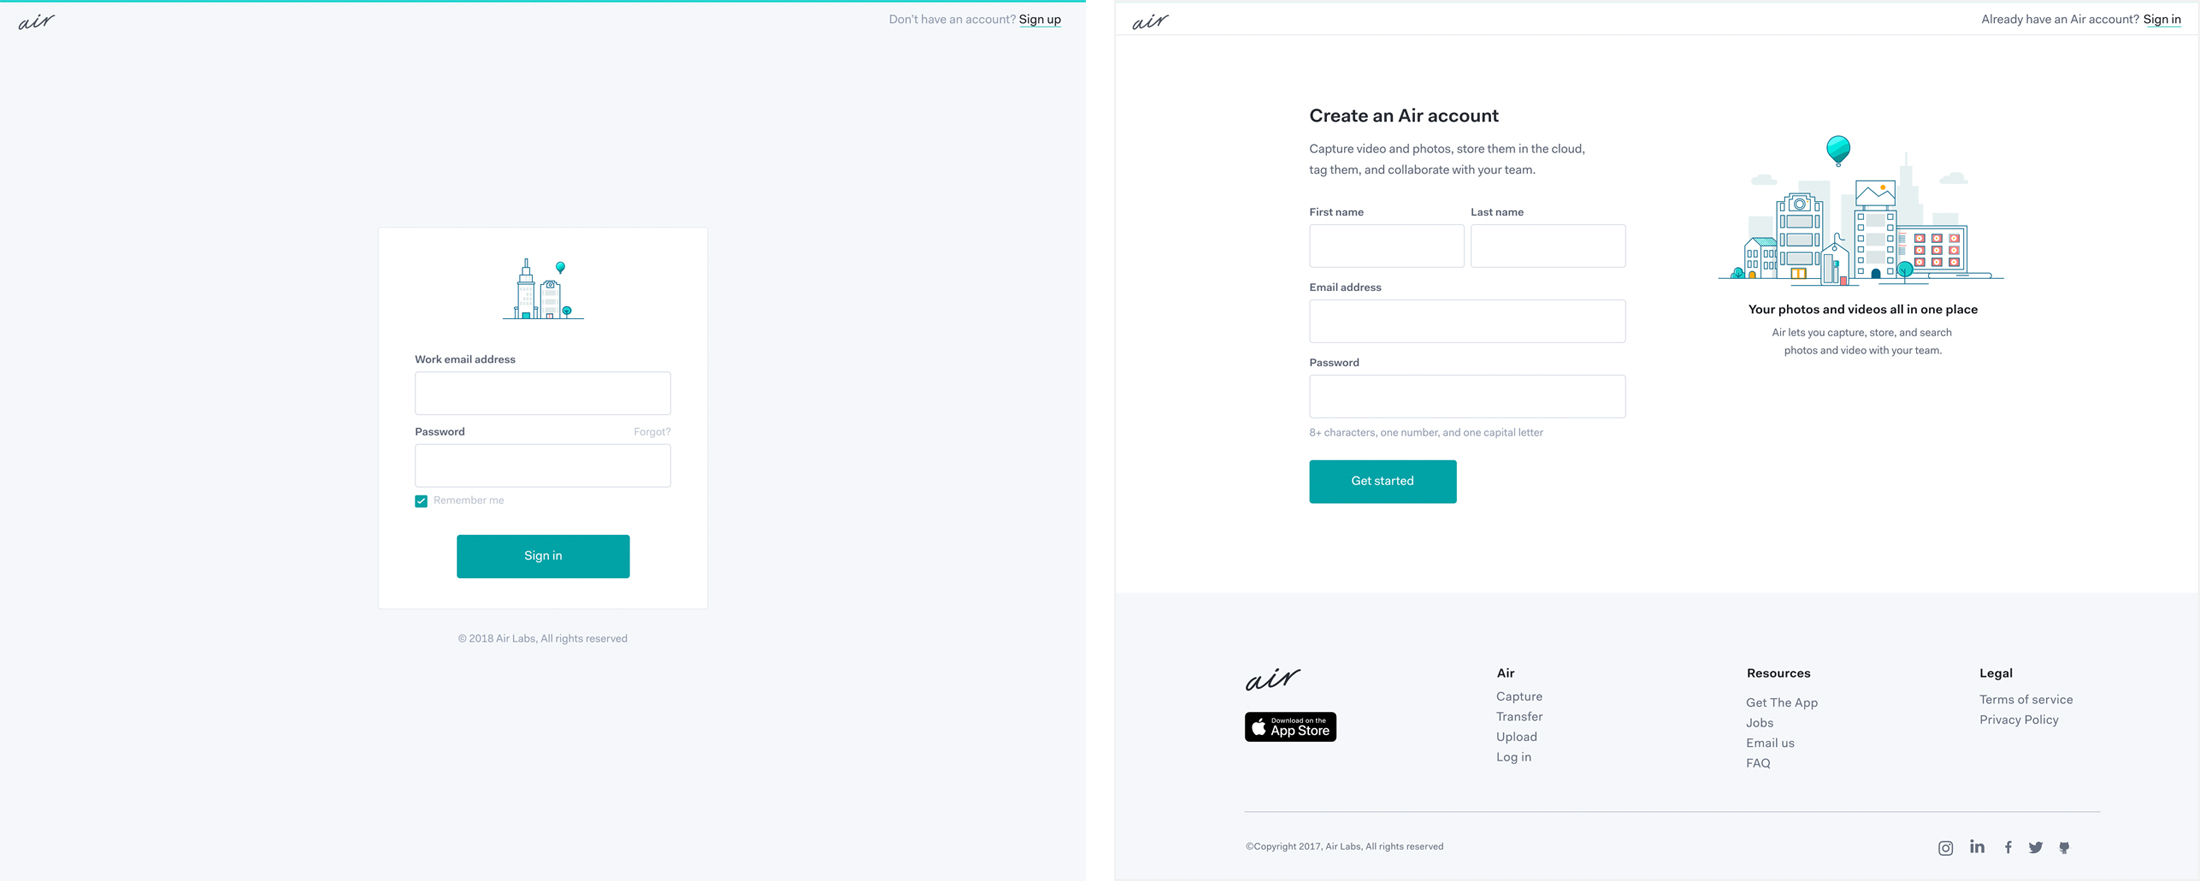 air
Don't have an account? Sign up
Work email address
Password
Forgot?
Remember me
Sign in
© 2018 Air Labs, All rights reserved
air
Already have an Air account? Sign in
Create an Air account
Capture video and photos, store them in the cloud,
tag them, and collaborate with your team.
First name
Last name
Email address
Password
8+ characters, one number, and one capital letter
Get started
Your photos and videos all in one place
Air lets you capture, store, and search
photos and video with your team.
air
Download on the
App Store
Air
Capture
Transfer
Upload
Log in
Resources
Get The App
Jobs
Email us
FAQ
Legal
Terms of service
Privacy Policy
©Copyright 2017, Air Labs, All rights reserved
in
f